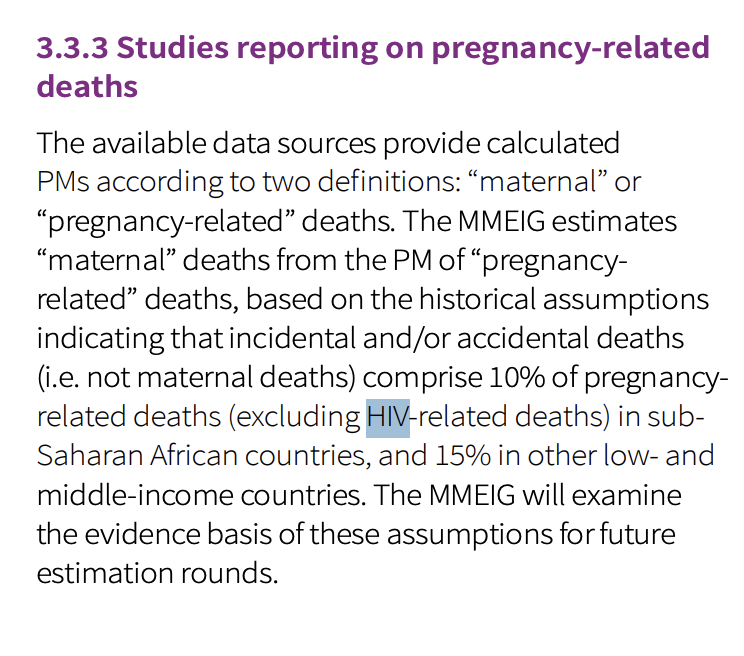 3.3.3 Studies reporting on pregnancy-related
deaths
The available data sources provide calculated
PMs according to two definitions: “maternal” or
“pregnancy-related” deaths. The MMEIG estimates
“maternal” deaths from the PM of “pregnancy-
related” deaths, based on the historical assumptions
indicating that incidental and/or accidental deaths
(i.e. not maternal deaths) comprise 10% of pregnancy-
related deaths (excluding HIV-related deaths) in sub-
Saharan African countries, and 15% in other low- and
middle-income countries. The MMEIG will examine
the evidence basis of these assumptions for future
estimation rounds.